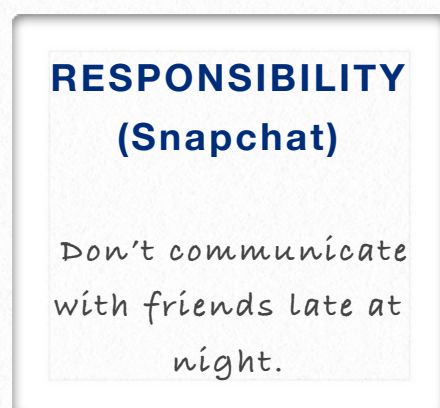 RESPONSIBILITY
(Snapchat)
Don't communicate
with friends late at
night.